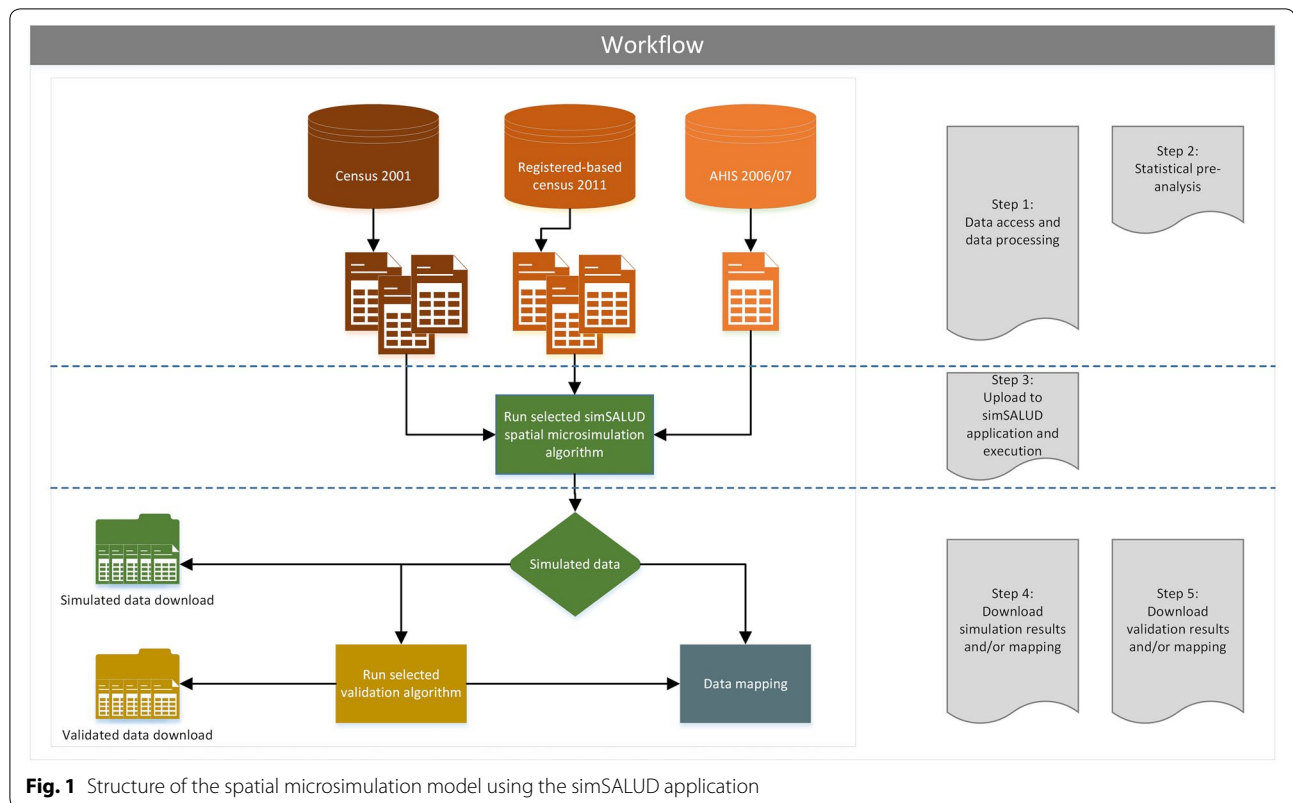 Workflow
Census 2001
Registered-based
census 2011
AHIS 2006/07
Step 1:
Data access and
data processing
Step 2:
Statistical pre-
analysis
Run selected simSALUD
spatial microsimulation
algorithm
Step 3:
Upload to
simSALUD
application and
execution
Simulated data
Simulated data download
Run selected
validation algorithm
Data mapping
Validated data download
Step 4:
Download
simulation results
and/or mapping
Step 5:
Download
validation results
and/or mapping
Fig. 1 Structure of the spatial microsimulation model using the simSALUD application